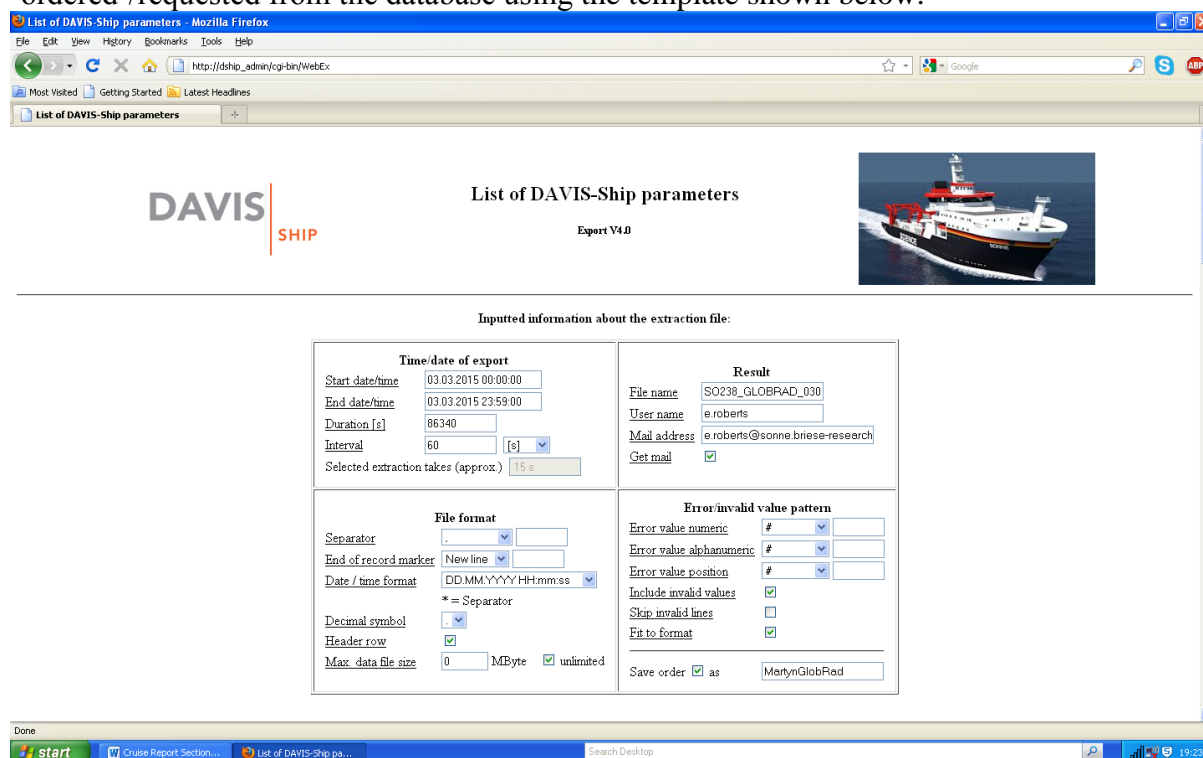 ordered /requested from the database using the template shown below.
List of DAVIS Ship parameters - Mozilla Firefox
File Edit View History Bookmarks Tools Help
http://dship_admin/cgi-bin/WebEx
Google
ABP
Most Visited Getting Started Latest Headlines
List of DAVIS-Ship parameters
DAVIS
SHIP
List of DAVIS-Ship parameters
Export V4.0
SCIENCE
SONNE
Inputted information about the extraction file:
Time/date of export
Start date/time 03.03.2015 00:00:00
End date/time 03.03.2015 23:59:00
Duration [s] 86340
Interval 60 [s]
Selected extraction takes (approx.) 15 s
Result
File name SO238_GLOBRAD_030
User name e.roberts
Mail address e.roberts@sonne.briese-research
Get mail
File format
Separator ,
End of record marker New line
Date / time format DD.MM.YYYY HH:mm:ss
* = Separator
Decimal symbol .
Header row
Max. data file size 0 MByte unlimited
Error/invalid value pattern
Error value numeric #
Error value alphanumeric #
Error value position #
Include invalid values
Skip invalid lines
Fit to format
Save order as MartynGlobRad
Done
start Cruise Report Section... List of DAVIS-Ship pa... Search Desktop 19:23